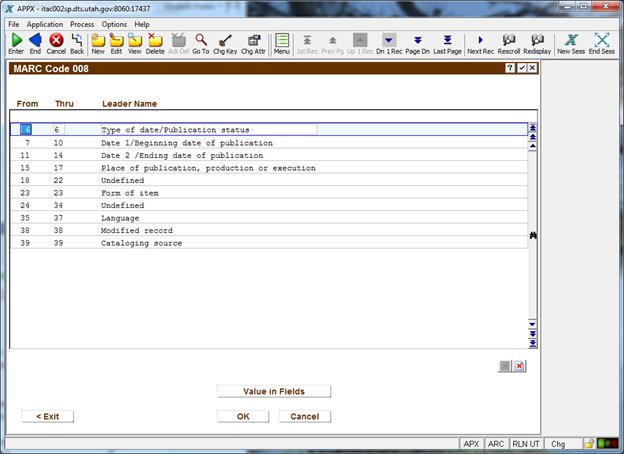 APPX - itac002sp.dts.utah.gov:8060:17437
File Application Process Options Help
Enter End Cancel Back New Edit View Delete Ack Del Go To Chg Key Chg Attr Menu 1st Rec Prev Pg Up 1 Rec Dn 1 Rec Page Dn Last Page Next Rec Rescroll Redisplay New Sess End Sess
MARC Code 008
From Thru Leader Name
6 6 Type of date/Publication status
7 10 Date 1/Beginning date of publication
11 14 Date 2 /Ending date of publication
15 17 Place of publication, production or execution
18 22 Undefined
23 23 Form of item
24 34 Undefined
35 37 Language
38 38 Modified record
39 39 Cataloging source
Value in Fields
< Exit OK Cancel
APX ARC RLN UT Chg